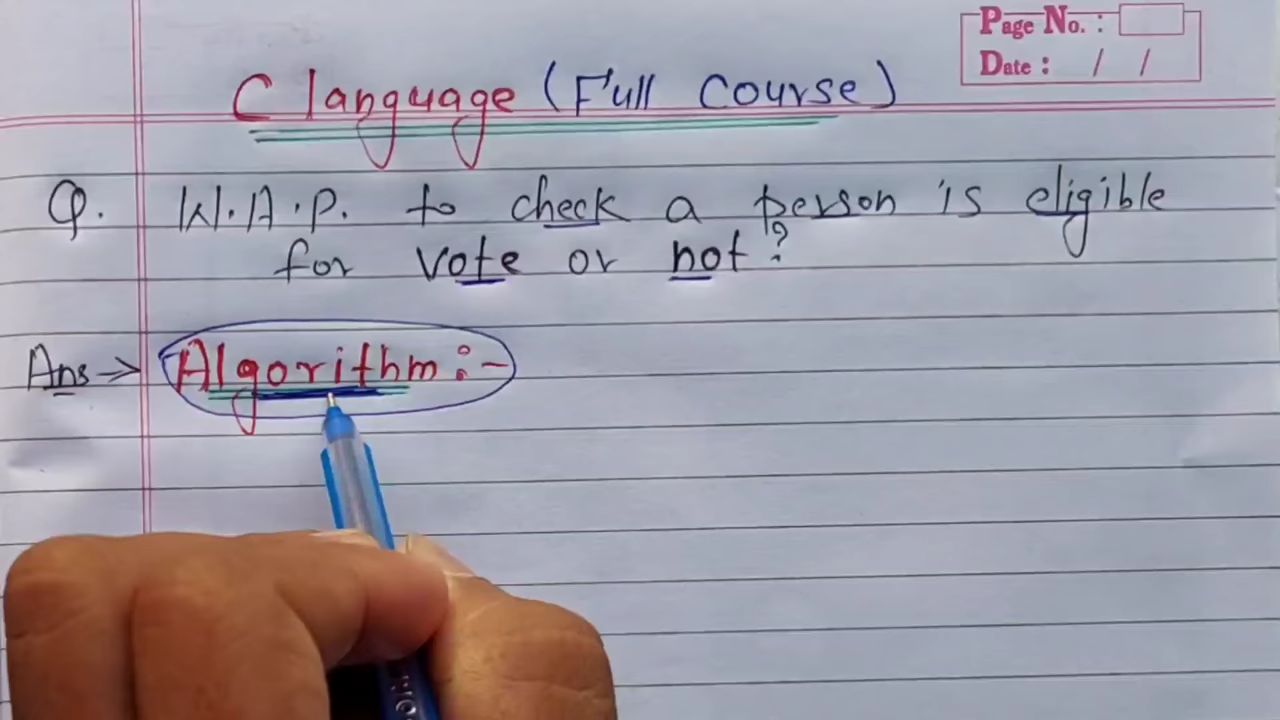 Page No. :
Date : / /
C language (Full Course)
Q. W.A.P. to check a person is eligible
for vote or not?
Ans→ Algorithm :-